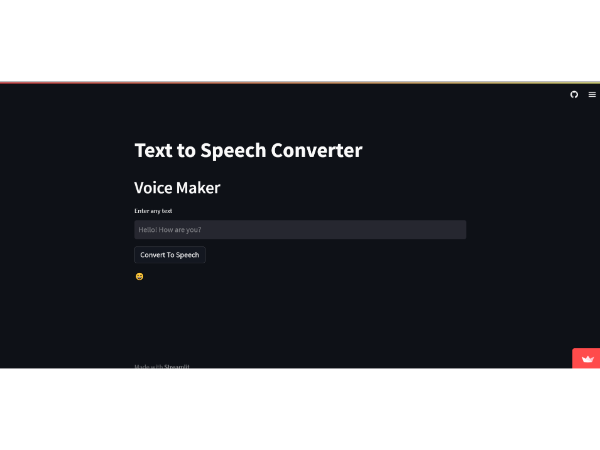 Text to Speech Converter
Voice Maker
Enter any text
Hello! How are you?
Convert To Speech
Made with Streamlit